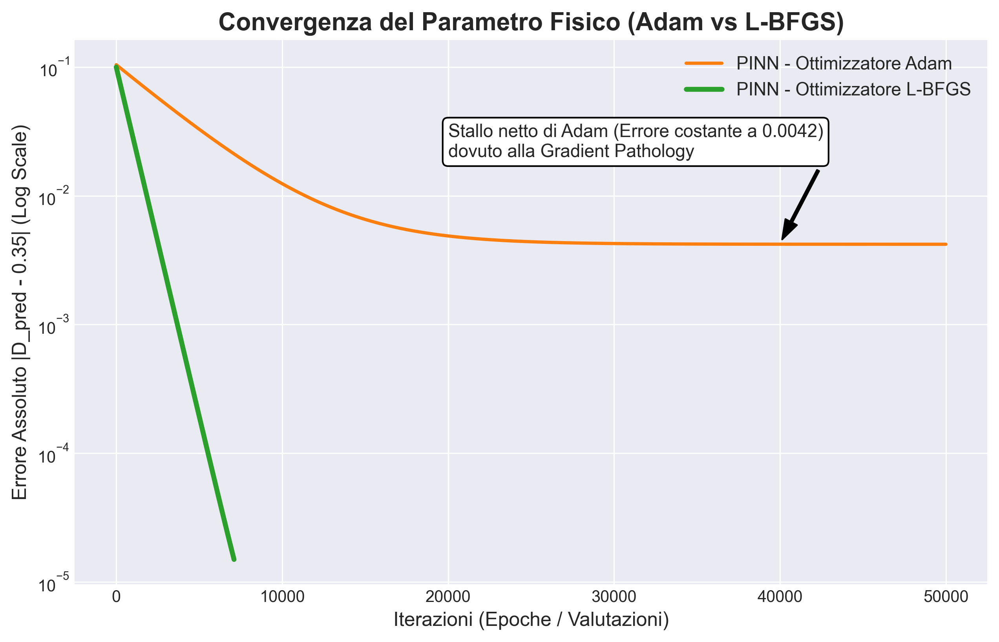 Convergenza del Parametro Fisico (Adam vs L-BFGS)
PINN - Ottimizzatore Adam
PINN - Ottimizzatore L-BFGS
Stallo netto di Adam (Errore costante a 0.0042)
dovuto alla Gradient Pathology
Errore Assoluto |D_pred - 0.35| (Log Scale)
10⁻¹
10⁻²
10⁻³
10⁻⁴
10⁻⁵
0 10000 20000 30000 40000 50000
Iterazioni (Epoche / Valutazioni)